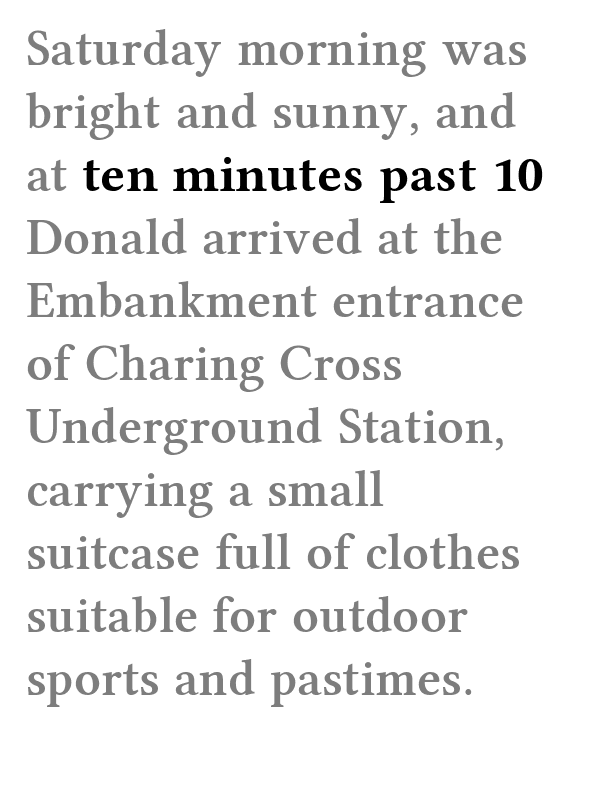 Saturday morning was
bright and sunny, and
at ten minutes past 10
Donald arrived at the
Embankment entrance
of Charing Cross
Underground Station,
carrying a small
suitcase full of clothes
suitable for outdoor
sports and pastimes.